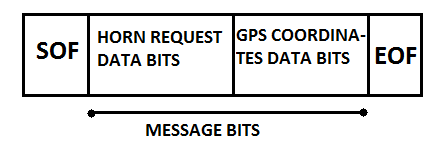 SOF
HORN REQUEST
DATA BITS
GPS COORDINA-
TES DATA BITS
EOF
MESSAGE BITS